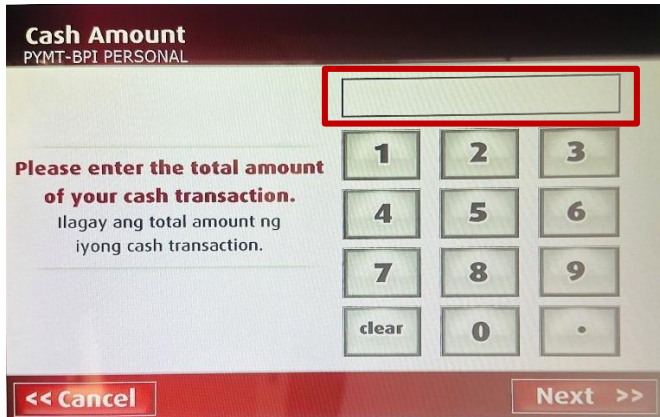 Cash Amount
PYMT-BPI PERSONAL
Please enter the total amount
of your cash transaction.
Ilagay ang total amount ng
iyong cash transaction.
1 2 3
4 5 6
7 8 9
clear 0 .
<< Cancel
Next >>